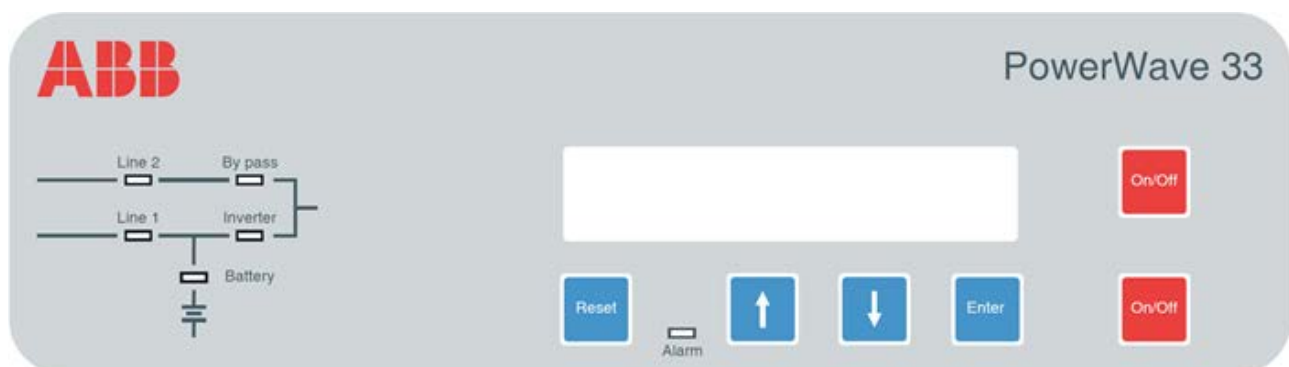 ABB
PowerWave 33
Line 2
By pass
Line 1
Inverter
Battery
On/Off
Reset
Alarm
↑
↓
Enter
On/Off